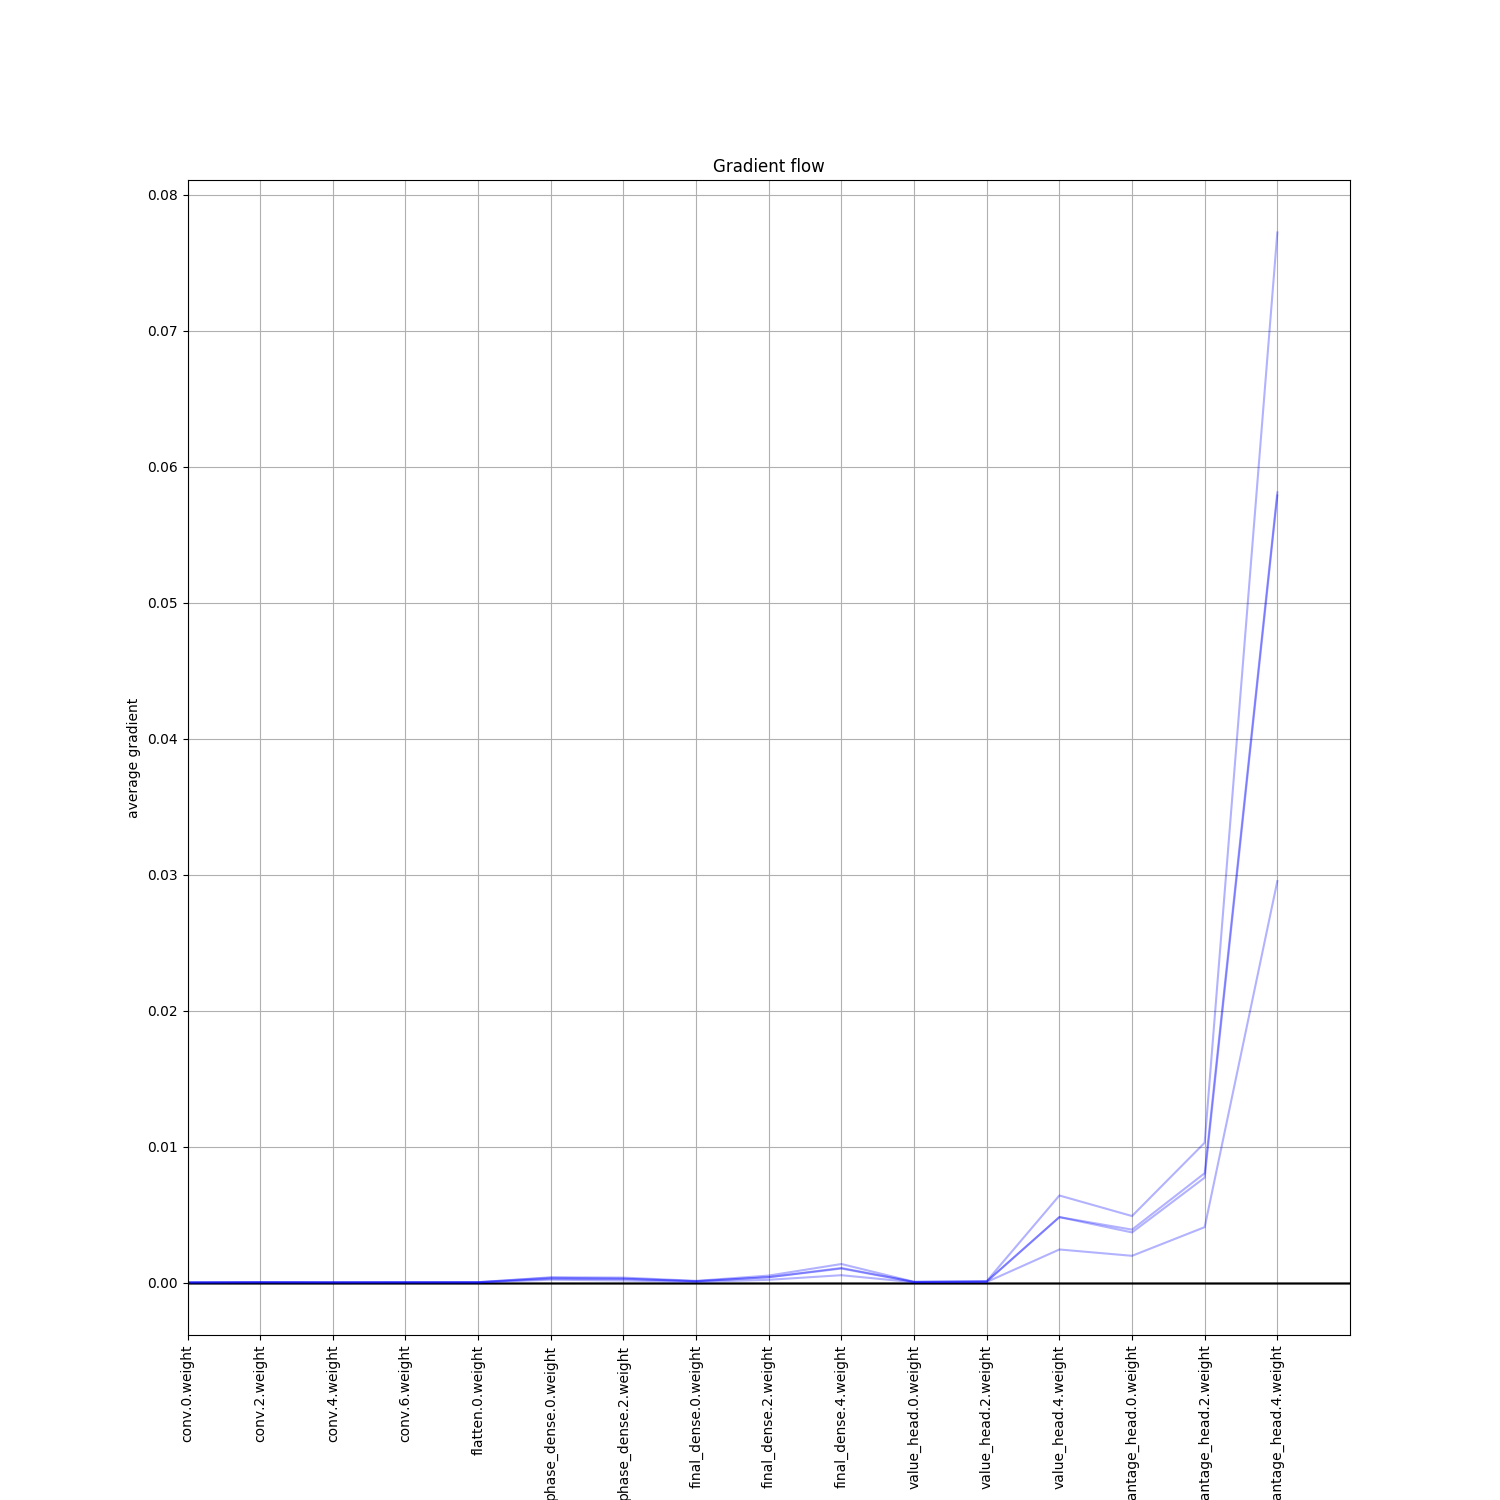 Gradient flow
0.08
0.07
0.06
0.05
0.04
0.03
0.02
0.01
0.00
average gradient
conv.0.weight
conv.2.weight
conv.4.weight
conv.6.weight
flatten.0.weight
phase_dense.0.weight
phase_dense.2.weight
final_dense.0.weight
final_dense.2.weight
final_dense.4.weight
value_head.0.weight
value_head.2.weight
value_head.4.weight
antage_head.0.weight
antage_head.2.weight
antage_head.4.weight